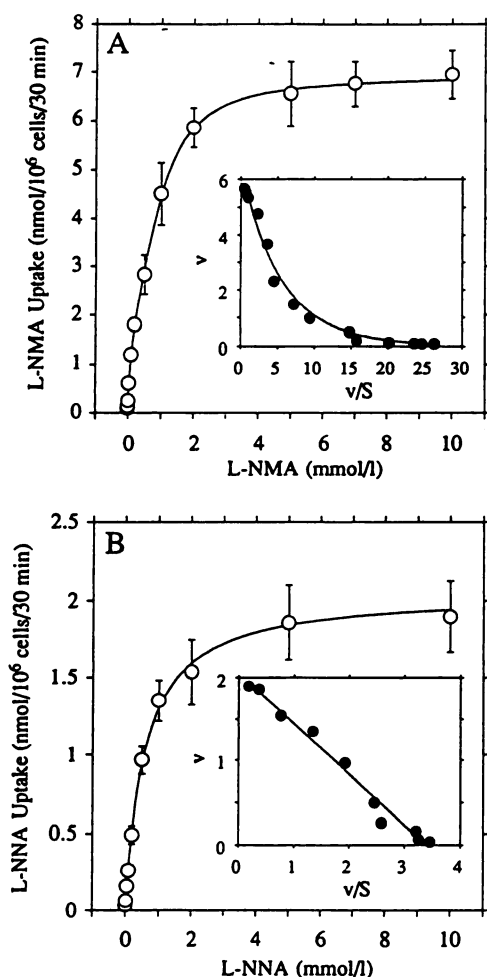 A
L-NMA Uptake (nmol/10⁶ cells/30 min)
8
7
6
5
4
3
2
1
0
0 2 4 6 8 10
L-NMA (mmol/l)
v
6
4
2
0
0 5 10 15 20 25 30
v/S
B
L-NNA Uptake (nmol/10⁶ cells/30 min)
2.5
2
1.5
1
0.5
0
0 2 4 6 8 10
L-NNA (mmol/l)
v
2
1
0
0 1 2 3 4
v/S